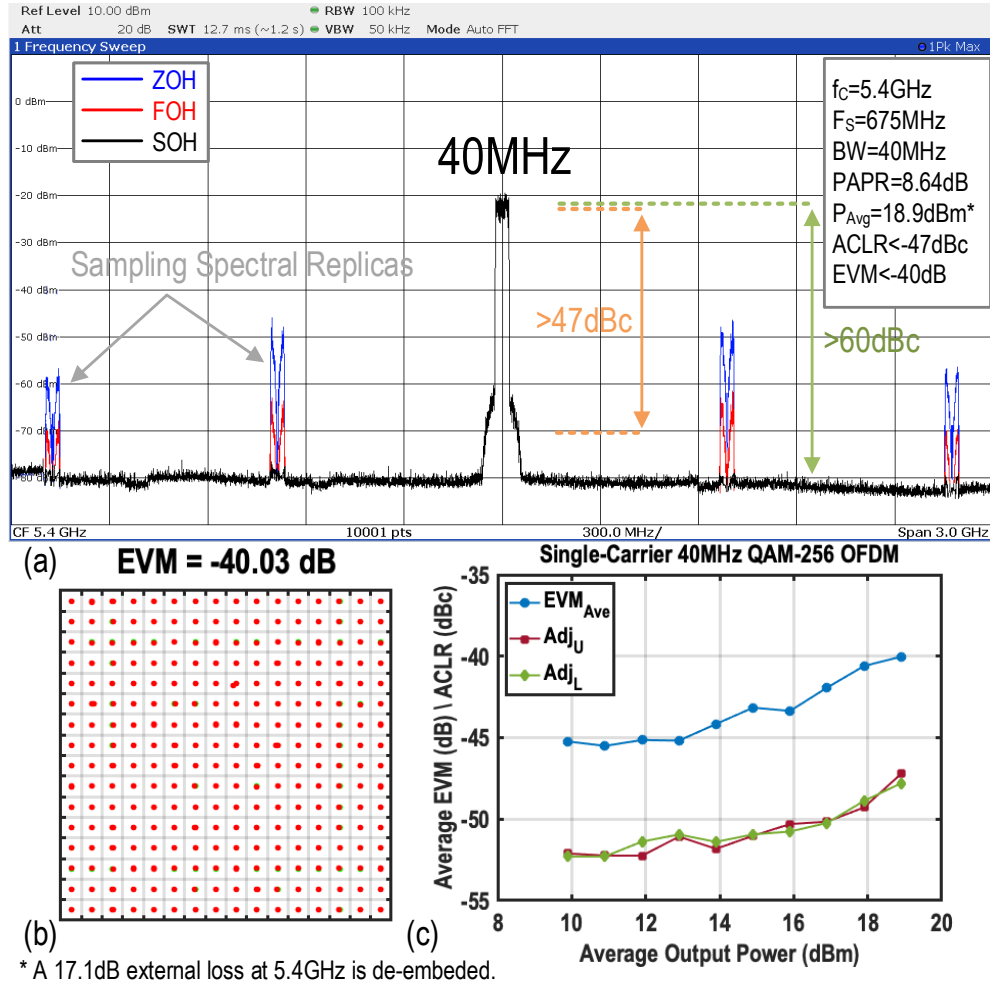 Ref Level 10.00 dBm RBW 100 kHz
Att 20 dB SWT 12.7 ms (~1.2 s) VBW 50 kHz Mode Auto FFT
1 Frequency Sweep 1Pk Max
ZOH
FOH
SOH
fC=5.4GHz
FS=675MHz
BW=40MHz
PAPR=8.64dB
PAvg=18.9dBm*
ACLR<-47dBc
EVM<-40dB
0 dBm
-10 dBm
-20 dBm
-30 dBm
-40 dBm
-50 dBm
-60 dBm
-70 dBm
-80 dBm
40MHz
Sampling Spectral Replicas
>47dBc
>60dBc
CF 5.4 GHz 10001 pts 300.0 MHz/ Span 3.0 GHz
(a)
EVM = -40.03 dB
(b)
Single-Carrier 40MHz QAM-256 OFDM
EVMAve
AdjU
AdjL
Average EVM (dB) \ ACLR (dBc)
-35
-40
-45
-50
-55
8 10 12 14 16 18 20
Average Output Power (dBm)
(c)
* A 17.1dB external loss at 5.4GHz is de-embeded.